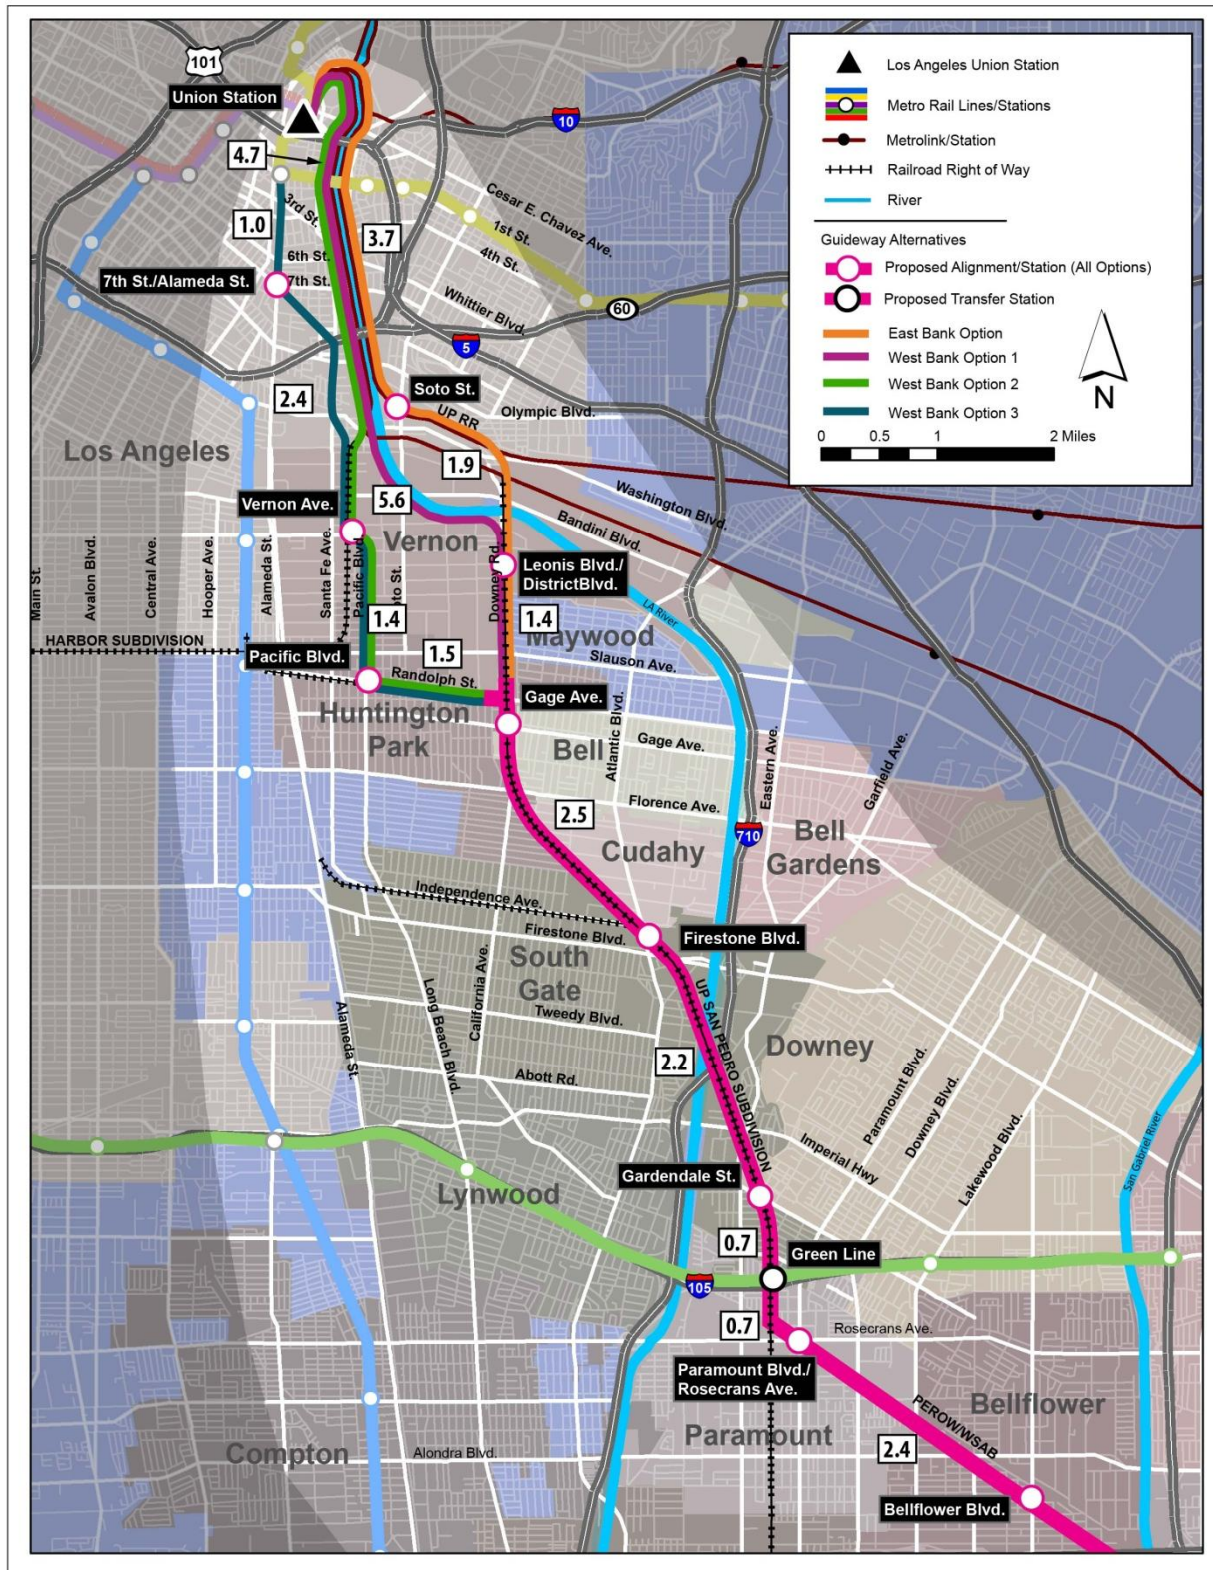 101
Union Station
10
4.7
Cesar E. Chavez Ave.
3rd St.
1.0
3.7
1st St.
6th St.
4th St.
7th St./Alameda St.
7th St.
Whittier Blvd.
60
5
Soto St.
2.4
UP RR
Olympic Blvd.
Los Angeles
1.9
Washington Blvd.
Vernon Ave.
5.6
Bandini Blvd.
Vernon
Leonis Blvd./
DistrictBlvd.
Main St.
Avalon Blvd.
Central Ave.
Hooper Ave.
Alameda St.
Santa Fe Ave.
Pacific Blvd.
Downey Rd.
LA River
1.4
1.4
Maywood
HARBOR SUBDIVISION
Pacific Blvd.
1.5
Slauson Ave.
Randolph St.
Gage Ave.
Huntington
Park
Bell
Atlantic Blvd.
Gage Ave.
Eastern Ave.
Garfield Ave.
2.5
Florence Ave.
710
Bell
Gardens
Cudahy
Independence Ave.
Firestone Blvd.
Firestone Blvd.
South
Gate
California Ave.
Long Beach Blvd.
Alameda St.
Tweedy Blvd.
UP SAN PEDRO SUBDIVISION
Downey
2.2
Abott Rd.
Paramount Blvd.
Downey Blvd.
Lakewood Blvd.
Imperial Hwy
San Gabriel River
Gardendale St.
Lynwood
0.7
Green Line
105
0.7
Rosecrans Ave.
Paramount Blvd./
Rosecrans Ave.
Bellflower
Paramount
PEROW/WSAB
Compton
Alondra Blvd.
2.4
Bellflower Blvd.
Los Angeles Union Station
Metro Rail Lines/Stations
Metrolink/Station
Railroad Right of Way
River
Guideway Alternatives
Proposed Alignment/Station (All Options)
Proposed Transfer Station
East Bank Option
West Bank Option 1
West Bank Option 2
West Bank Option 3
N
0 0.5 1 2 Miles